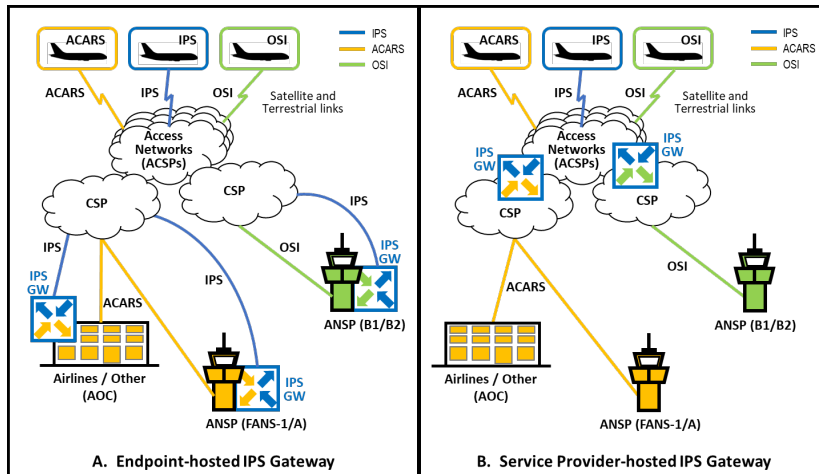 ACARS
IPS
OSI
IPS
ACARS
OSI
ACARS
IPS
OSI
Satellite and
Terrestrial links
Access
Networks
(ACSPs)
CSP
CSP
IPS
IPS
OSI
IPS
IPS
GW
IPS
GW
ACARS
ANSP (B1/B2)
Airlines / Other
(AOC)
IPS
GW
ANSP (FANS-1/A)
A. Endpoint-hosted IPS Gateway
ACARS
IPS
OSI
IPS
ACARS
OSI
ACARS
IPS
OSI
Satellite and
Terrestrial links
Access
Networks
(ACSPs)
IPS
GW
IPS
GW
CSP
CSP
OSI
ACARS
ANSP (B1/B2)
Airlines / Other
(AOC)
ANSP (FANS-1/A)
B. Service Provider-hosted IPS Gateway